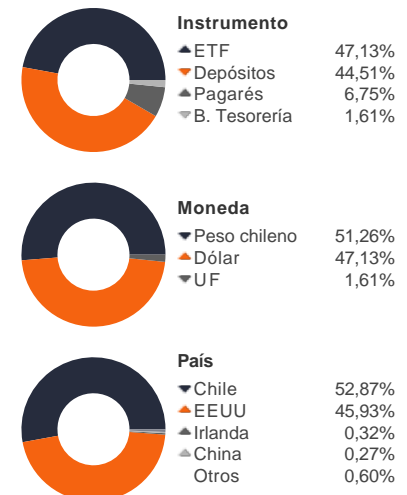 Instrumento
ETF 47,13%
Depósitos 44,51%
Pagarés 6,75%
B. Tesorería 1,61%
Moneda
Peso chileno 51,26%
Dólar 47,13%
UF 1,61%
País
Chile 52,87%
EEUU 45,93%
Irlanda 0,32%
China 0,27%
Otros 0,60%